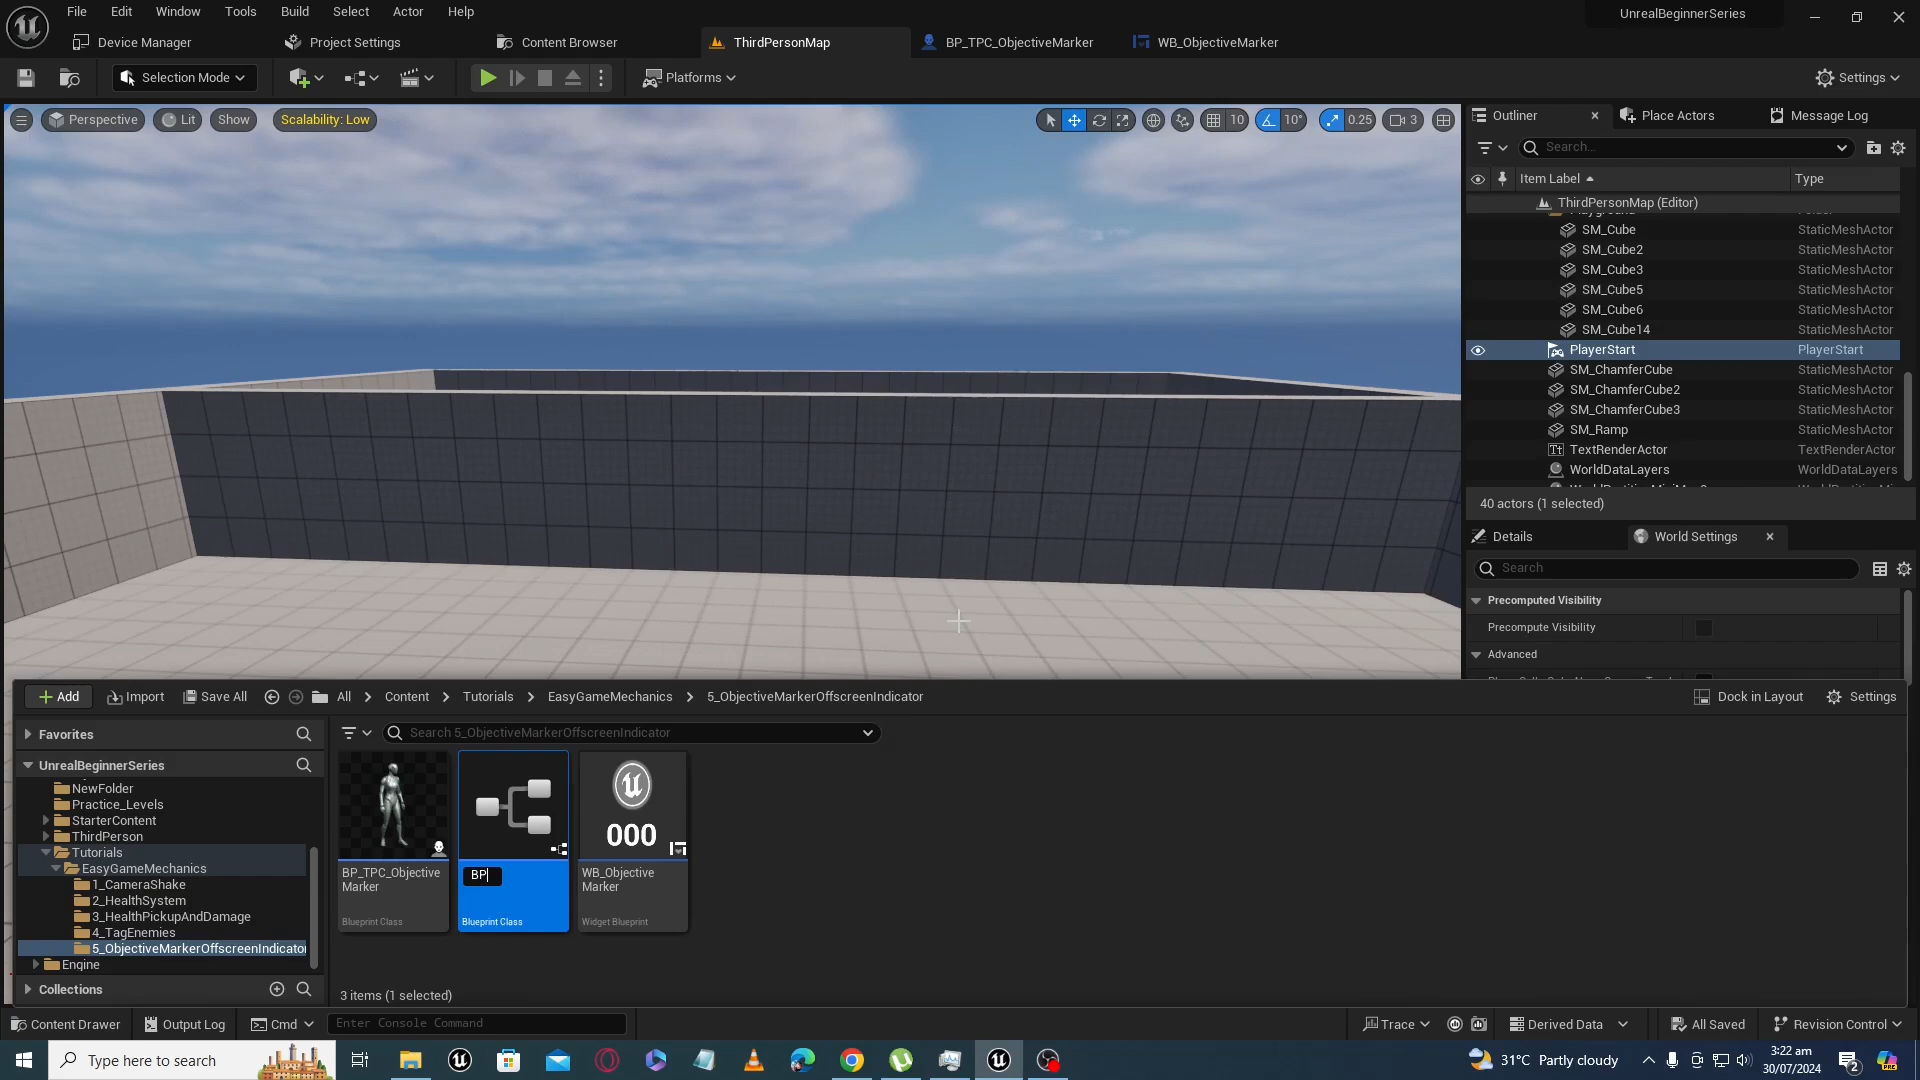 File Edit Window Tools Build Select Actor Help
UnrealBeginnerSeries
Device Manager Project Settings Content Browser ThirdPersonMap BP_TPC_ObjectiveMarker WB_ObjectiveMarker
Selection Mode Platforms Settings
Perspective Lit Show Scalability: Low 10 10° 0.25 3
Outliner Place Actors Message Log
Search...
Item Label Type
ThirdPersonMap (Editor)
SM_Cube StaticMeshActor
SM_Cube2 StaticMeshActor
SM_Cube3 StaticMeshActor
SM_Cube5 StaticMeshActor
SM_Cube6 StaticMeshActor
SM_Cube14 StaticMeshActor
PlayerStart PlayerStart
SM_ChamferCube StaticMeshActor
SM_ChamferCube2 StaticMeshActor
SM_ChamferCube3 StaticMeshActor
SM_Ramp StaticMeshActor
TextRenderActor TextRenderActor
WorldDataLayers WorldDataLayers
40 actors (1 selected)
Details World Settings
Search
Precomputed Visibility
Precompute Visibility
Advanced
Add Import Save All All Content Tutorials EasyGameMechanics 5_ObjectiveMarkerOffscreenIndicator Dock in Layout Settings
Favorites
Search 5_ObjectiveMarkerOffscreenIndicator
UnrealBeginnerSeries
NewFolder
Practice_Levels
StarterContent
ThirdPerson
Tutorials
EasyGameMechanics
1_CameraShake
2_HealthSystem
3_HealthPickupAndDamage
4_TagEnemies
5_ObjectiveMarkerOffscreenIndicator
Engine
Collections
000
BP_TPC_Objective
Marker
Blueprint Class
BP
Blueprint Class
WB_Objective
Marker
Widget Blueprint
3 items (1 selected)
Content Drawer Output Log Cmd Enter Console Command Trace Derived Data All Saved Revision Control
Type here to search 31°C Partly cloudy 3:22 am
30/07/2024
2
PRE